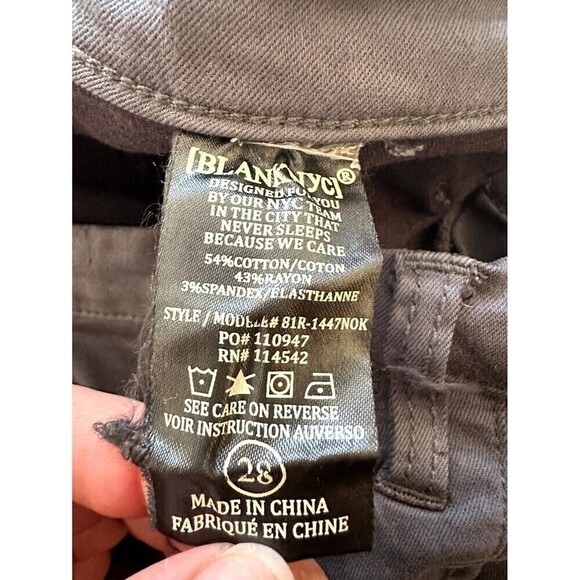 [BLANKNYC]®
DESIGNED FOR YOU
BY OUR NYC TEAM
IN THE CITY THAT
NEVER SLEEPS
BECAUSE WE CARE
54%COTTON/COTON
43%RAYON
3%SPANDEX/ELASTHANNE
STYLE / MODELE# 81R-1447NOK
PO# 110947
RN# 114542
SEE CARE ON REVERSE
VOIR INSTRUCTION AUVERSO
28
MADE IN CHINA
FABRIQUÉ EN CHINE